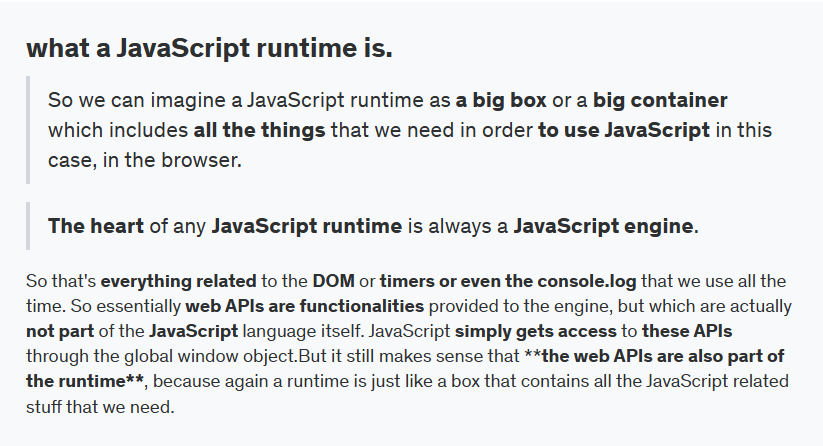 what a JavaScript runtime is.
So we can imagine a JavaScript runtime as a big box or a big container
which includes all the things that we need in order to use JavaScript in this
case, in the browser.
The heart of any JavaScript runtime is always a JavaScript engine.
So that's everything related to the DOM or timers or even the console.log that we use all the
time. So essentially web APIs are functionalities provided to the engine, but which are actually
not part of the JavaScript language itself. JavaScript simply gets access to these APIs
through the global window object.But it still makes sense that **the web APIs are also part of
the runtime**, because again a runtime is just like a box that contains all the JavaScript related
stuff that we need.